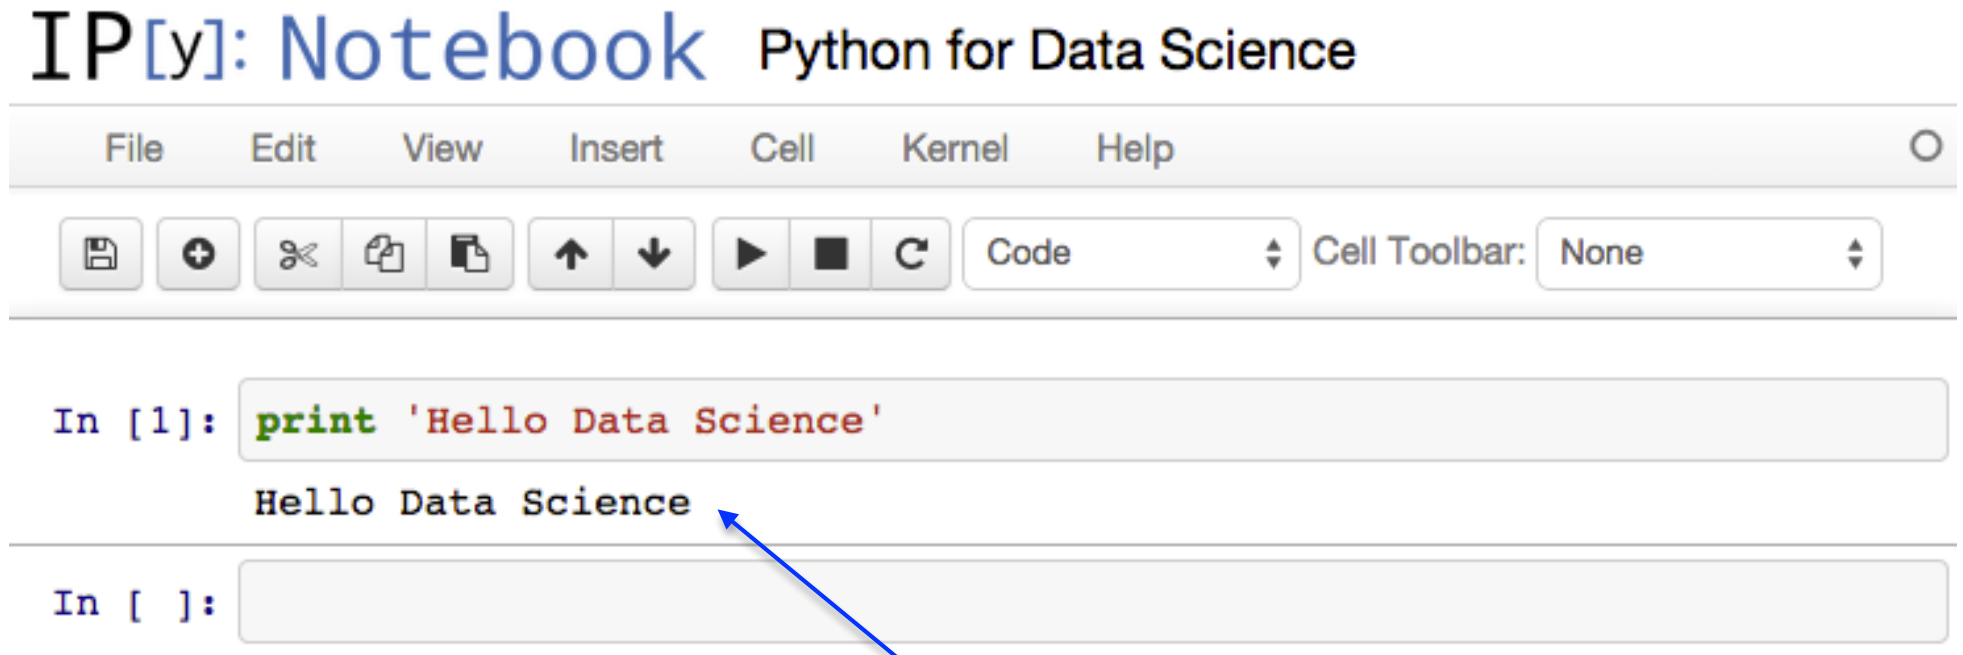 IP[y]: Notebook Python for Data Science
File Edit View Insert Cell Kernel Help
Code Cell Toolbar: None
In [1]: print 'Hello Data Science'
Hello Data Science
In [ ]: